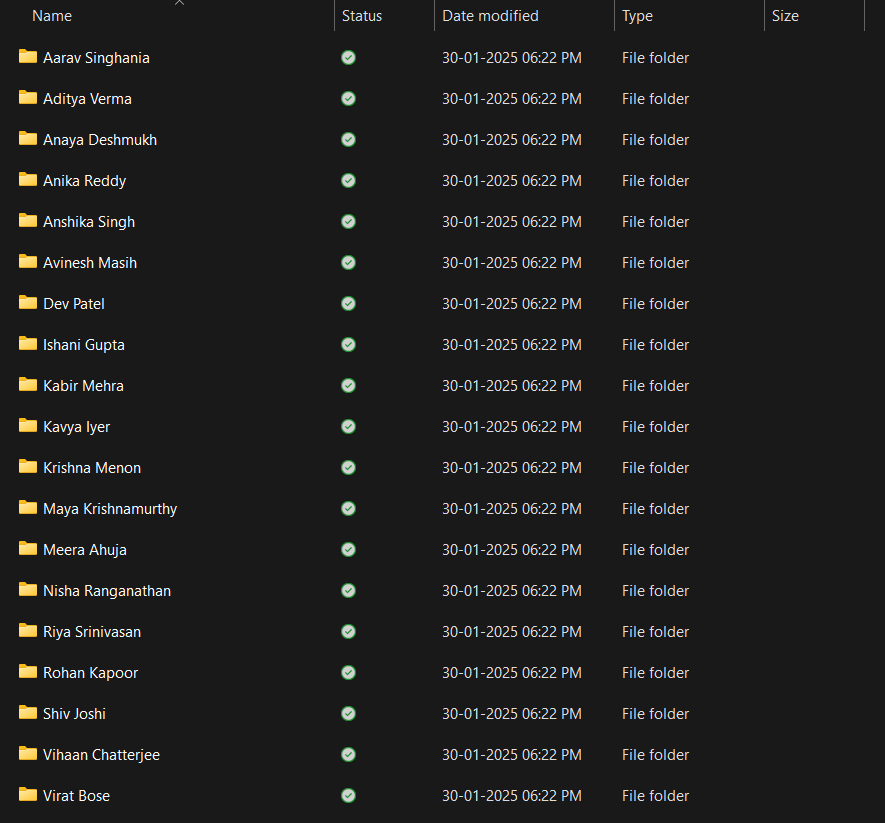 Name Status Date modified Type Size
Aarav Singhania 30-01-2025 06:22 PM File folder
Aditya Verma 30-01-2025 06:22 PM File folder
Anaya Deshmukh 30-01-2025 06:22 PM File folder
Anika Reddy 30-01-2025 06:22 PM File folder
Anshika Singh 30-01-2025 06:22 PM File folder
Avinesh Masih 30-01-2025 06:22 PM File folder
Dev Patel 30-01-2025 06:22 PM File folder
Ishani Gupta 30-01-2025 06:22 PM File folder
Kabir Mehra 30-01-2025 06:22 PM File folder
Kavya Iyer 30-01-2025 06:22 PM File folder
Krishna Menon 30-01-2025 06:22 PM File folder
Maya Krishnamurthy 30-01-2025 06:22 PM File folder
Meera Ahuja 30-01-2025 06:22 PM File folder
Nisha Ranganathan 30-01-2025 06:22 PM File folder
Riya Srinivasan 30-01-2025 06:22 PM File folder
Rohan Kapoor 30-01-2025 06:22 PM File folder
Shiv Joshi 30-01-2025 06:22 PM File folder
Vihaan Chatterjee 30-01-2025 06:22 PM File folder
Virat Bose 30-01-2025 06:22 PM File folder